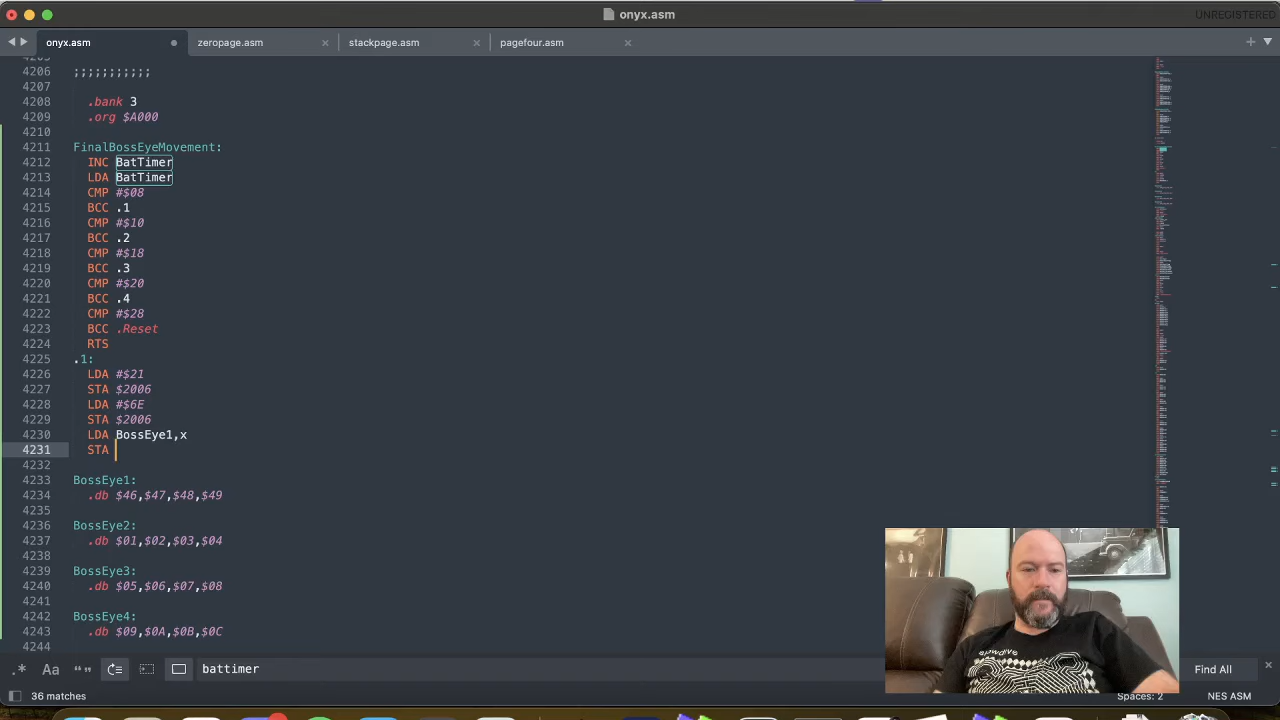 onyx.asm
UNREGISTERED
onyx.asm
zeropage.asm
stackpage.asm
pagefour.asm
4205
4206 ;;;;;;;;;;;
4207
4208 .bank 3
4209 .org $A000
4210
4211 FinalBossEyeMovement:
4212 INC BatTimer
4213 LDA BatTimer
4214 CMP #$08
4215 BCC .1
4216 CMP #$10
4217 BCC .2
4218 CMP #$18
4219 BCC .3
4220 CMP #$20
4221 BCC .4
4222 CMP #$28
4223 BCC .Reset
4224 RTS
4225 .1:
4226 LDA #$21
4227 STA $2006
4228 LDA #$6E
4229 STA $2006
4230 LDA BossEye1,x
4231 STA
4232
4233 BossEye1:
4234 .db $46,$47,$48,$49
4235
4236 BossEye2:
4237 .db $01,$02,$03,$04
4238
4239 BossEye3:
4240 .db $05,$06,$07,$08
4241
4242 BossEye4:
4243 .db $09,$0A,$0B,$0C
4244
.* Aa “” battimer Find All
36 matches
Spaces: 2 NES ASM
slowdive